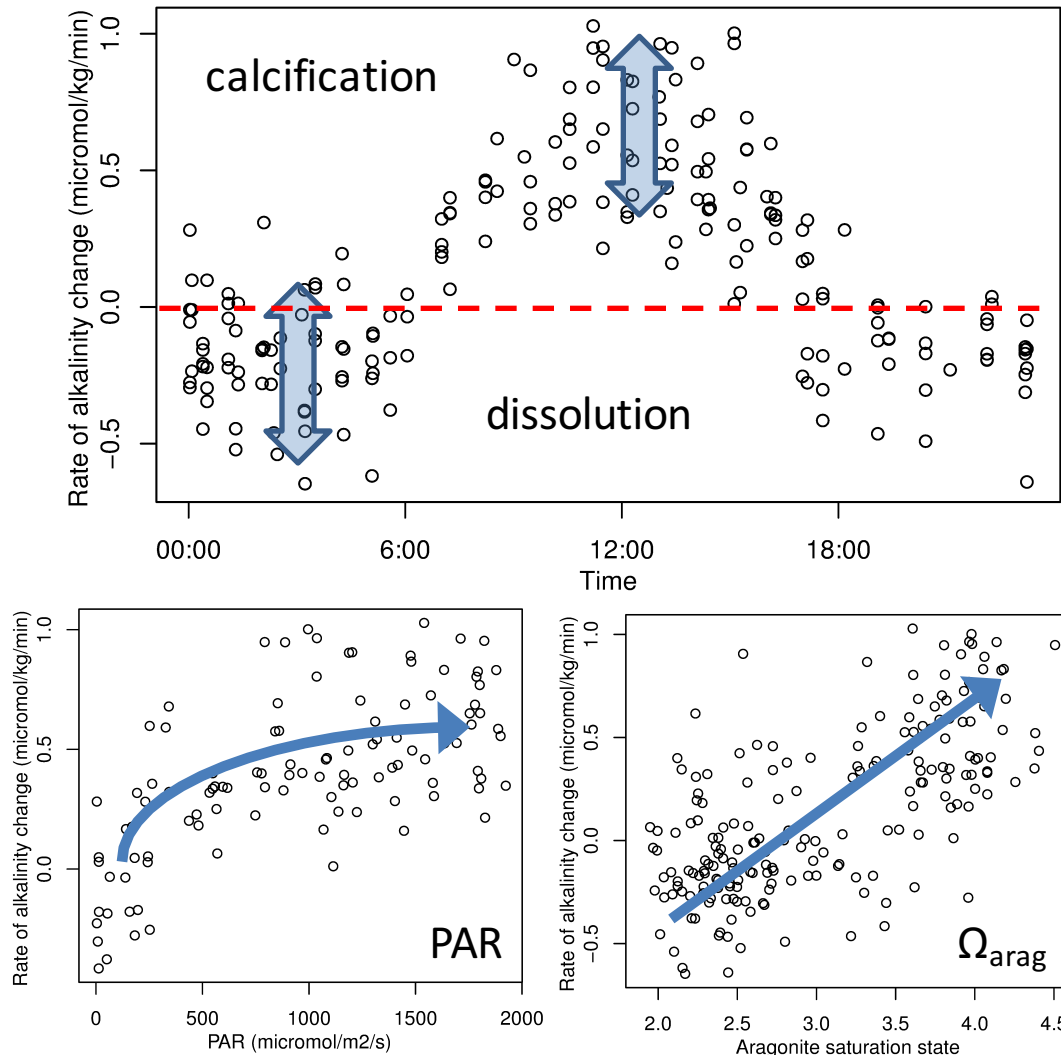 Rate of alkalinity change (micromol/kg/min)
1.0
0.5
0.0
−0.5
calcification
dissolution
00:00 6:00 12:00 18:00
Time
Rate of alkalinity change (micromol/kg/min)
1.0
0.5
0.0
PAR
0 500 1000 1500 2000
PAR (micromol/m2/s)
Rate of alkalinity change (micromol/kg/min)
1.0
0.5
0.0
−0.5
Ωarag
2.0 2.5 3.0 3.5 4.0 4.5
Aragonite saturation state